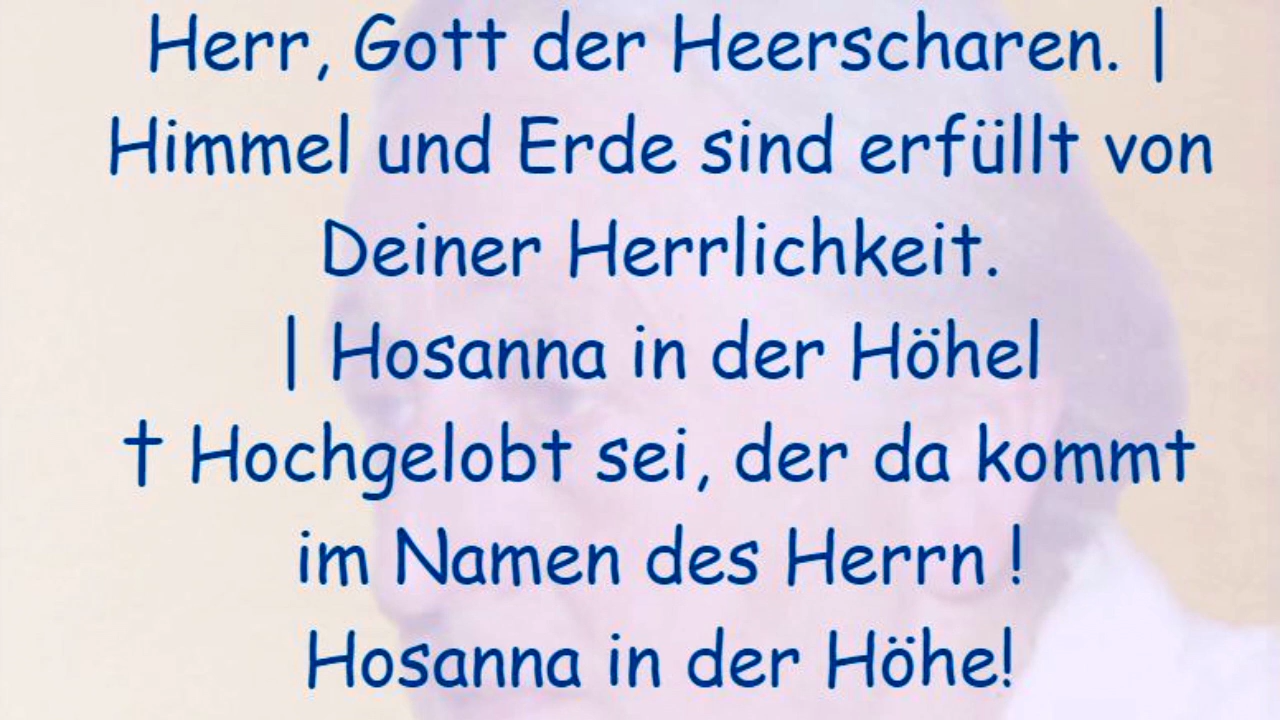 Herr, Gott der Heerscharen. |
Himmel und Erde sind erfüllt von
Deiner Herrlichkeit.
| Hosanna in der Höhel
† Hochgelobt sei, der da kommt
im Namen des Herrn !
Hosanna in der Höhe!